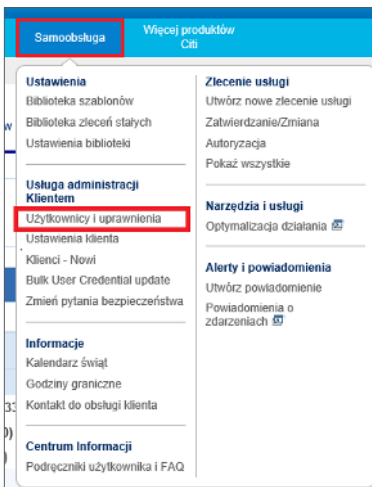 Samoobsługa
Więcej produktów
Citi
Ustawienia
Biblioteka szablonów
Biblioteka zleceń stałych
Ustawienia biblioteki
Usługa administracji
Klientem
Użytkownicy i uprawnienia
Ustawienia klienta
Klienci - Nowi
Bulk User Credential update
Zmień pytania bezpieczeństwa
Informacje
Kalendarz świąt
Godziny graniczne
Kontakt do obsługi klienta
Centrum Informacji
Podręczniki użytkownika i FAQ
Zlecenie usługi
Utwórz nowe zlecenie usługi
Zatwierdzanie/Zmiana
Autoryzacja
Pokaż wszystkie
Narzędzia i usługi
Optymalizacja działania
Alerty i powiadomienia
Utwórz powiadomienie
Powiadomienia o
zdarzeniach